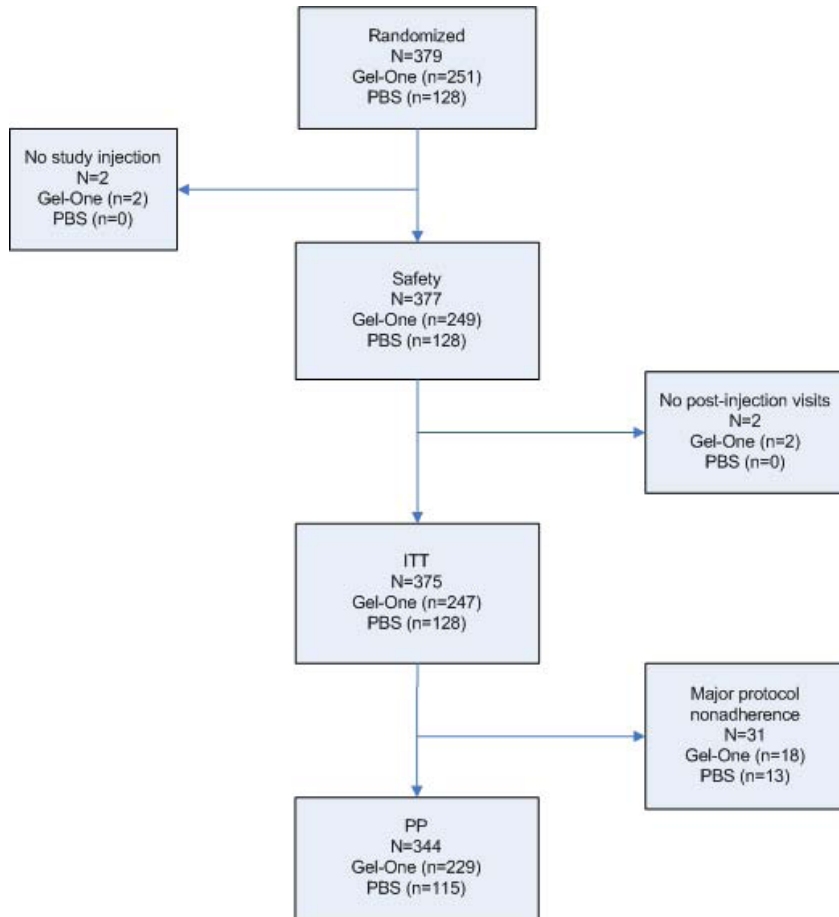 Randomized
N=379
Gel-One (n=251)
PBS (n=128)
No study injection
N=2
Gel-One (n=2)
PBS (n=0)
Safety
N=377
Gel-One (n=249)
PBS (n=128)
No post-injection visits
N=2
Gel-One (n=2)
PBS (n=0)
ITT
N=375
Gel-One (n=247)
PBS (n=128)
Major protocol
nonadherence
N=31
Gel-One (n=18)
PBS (n=13)
PP
N=344
Gel-One (n=229)
PBS (n=115)